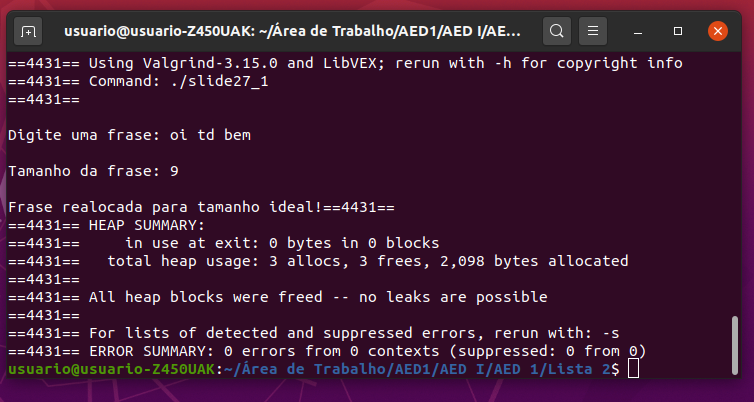 usuario@usuario-Z450UAK: ~/Área de Trabalho/AED1/AED I/AE...
==4431== Using Valgrind-3.15.0 and LibVEX; rerun with -h for copyright info
==4431== Command: ./slide27_1
==4431==
Digite uma frase: oi td bem
Tamanho da frase: 9
Frase realocada para tamanho ideal!==4431==
==4431== HEAP SUMMARY:
==4431==     in use at exit: 0 bytes in 0 blocks
==4431==   total heap usage: 3 allocs, 3 frees, 2,098 bytes allocated
==4431==
==4431== All heap blocks were freed -- no leaks are possible
==4431==
==4431== For lists of detected and suppressed errors, rerun with: -s
==4431== ERROR SUMMARY: 0 errors from 0 contexts (suppressed: 0 from 0)
usuario@usuario-Z450UAK:~/Área de Trabalho/AED1/AED I/AED 1/Lista 2$